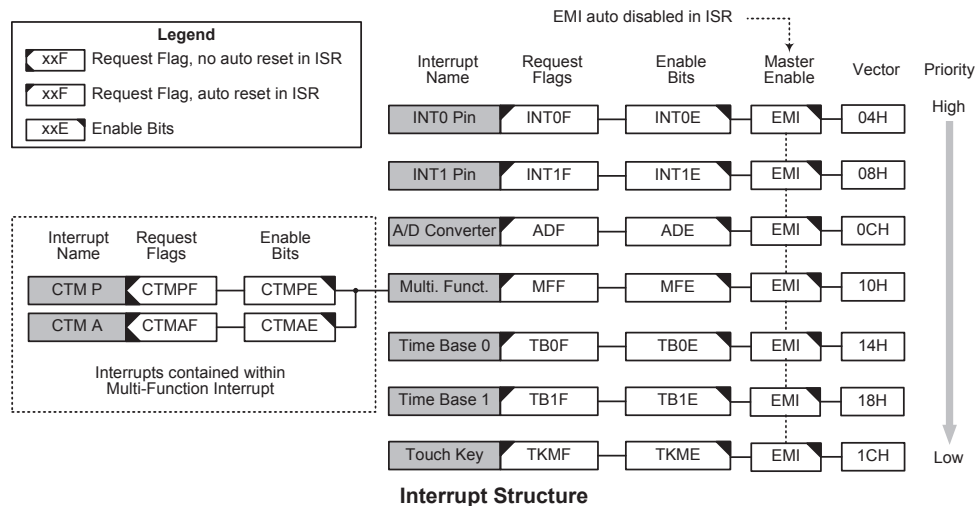 EMI auto disabled in ISR
Legend
xxF Request Flag, no auto reset in ISR
xxF Request Flag, auto reset in ISR
xxE Enable Bits
Interrupt Name Request Flags Enable Bits Master Enable Vector Priority
INT0 Pin INT0F INT0E EMI 04H High
INT1 Pin INT1F INT1E EMI 08H
A/D Converter ADF ADE EMI 0CH
Interrupt Name Request Flags Enable Bits
CTM P CTMPF CTMPE
CTM A CTMAF CTMAE
Interrupts contained within
Multi-Function Interrupt
Multi. Funct. MFF MFE EMI 10H
Time Base 0 TB0F TB0E EMI 14H
Time Base 1 TB1F TB1E EMI 18H
Touch Key TKMF TKME EMI 1CH Low
Interrupt Structure